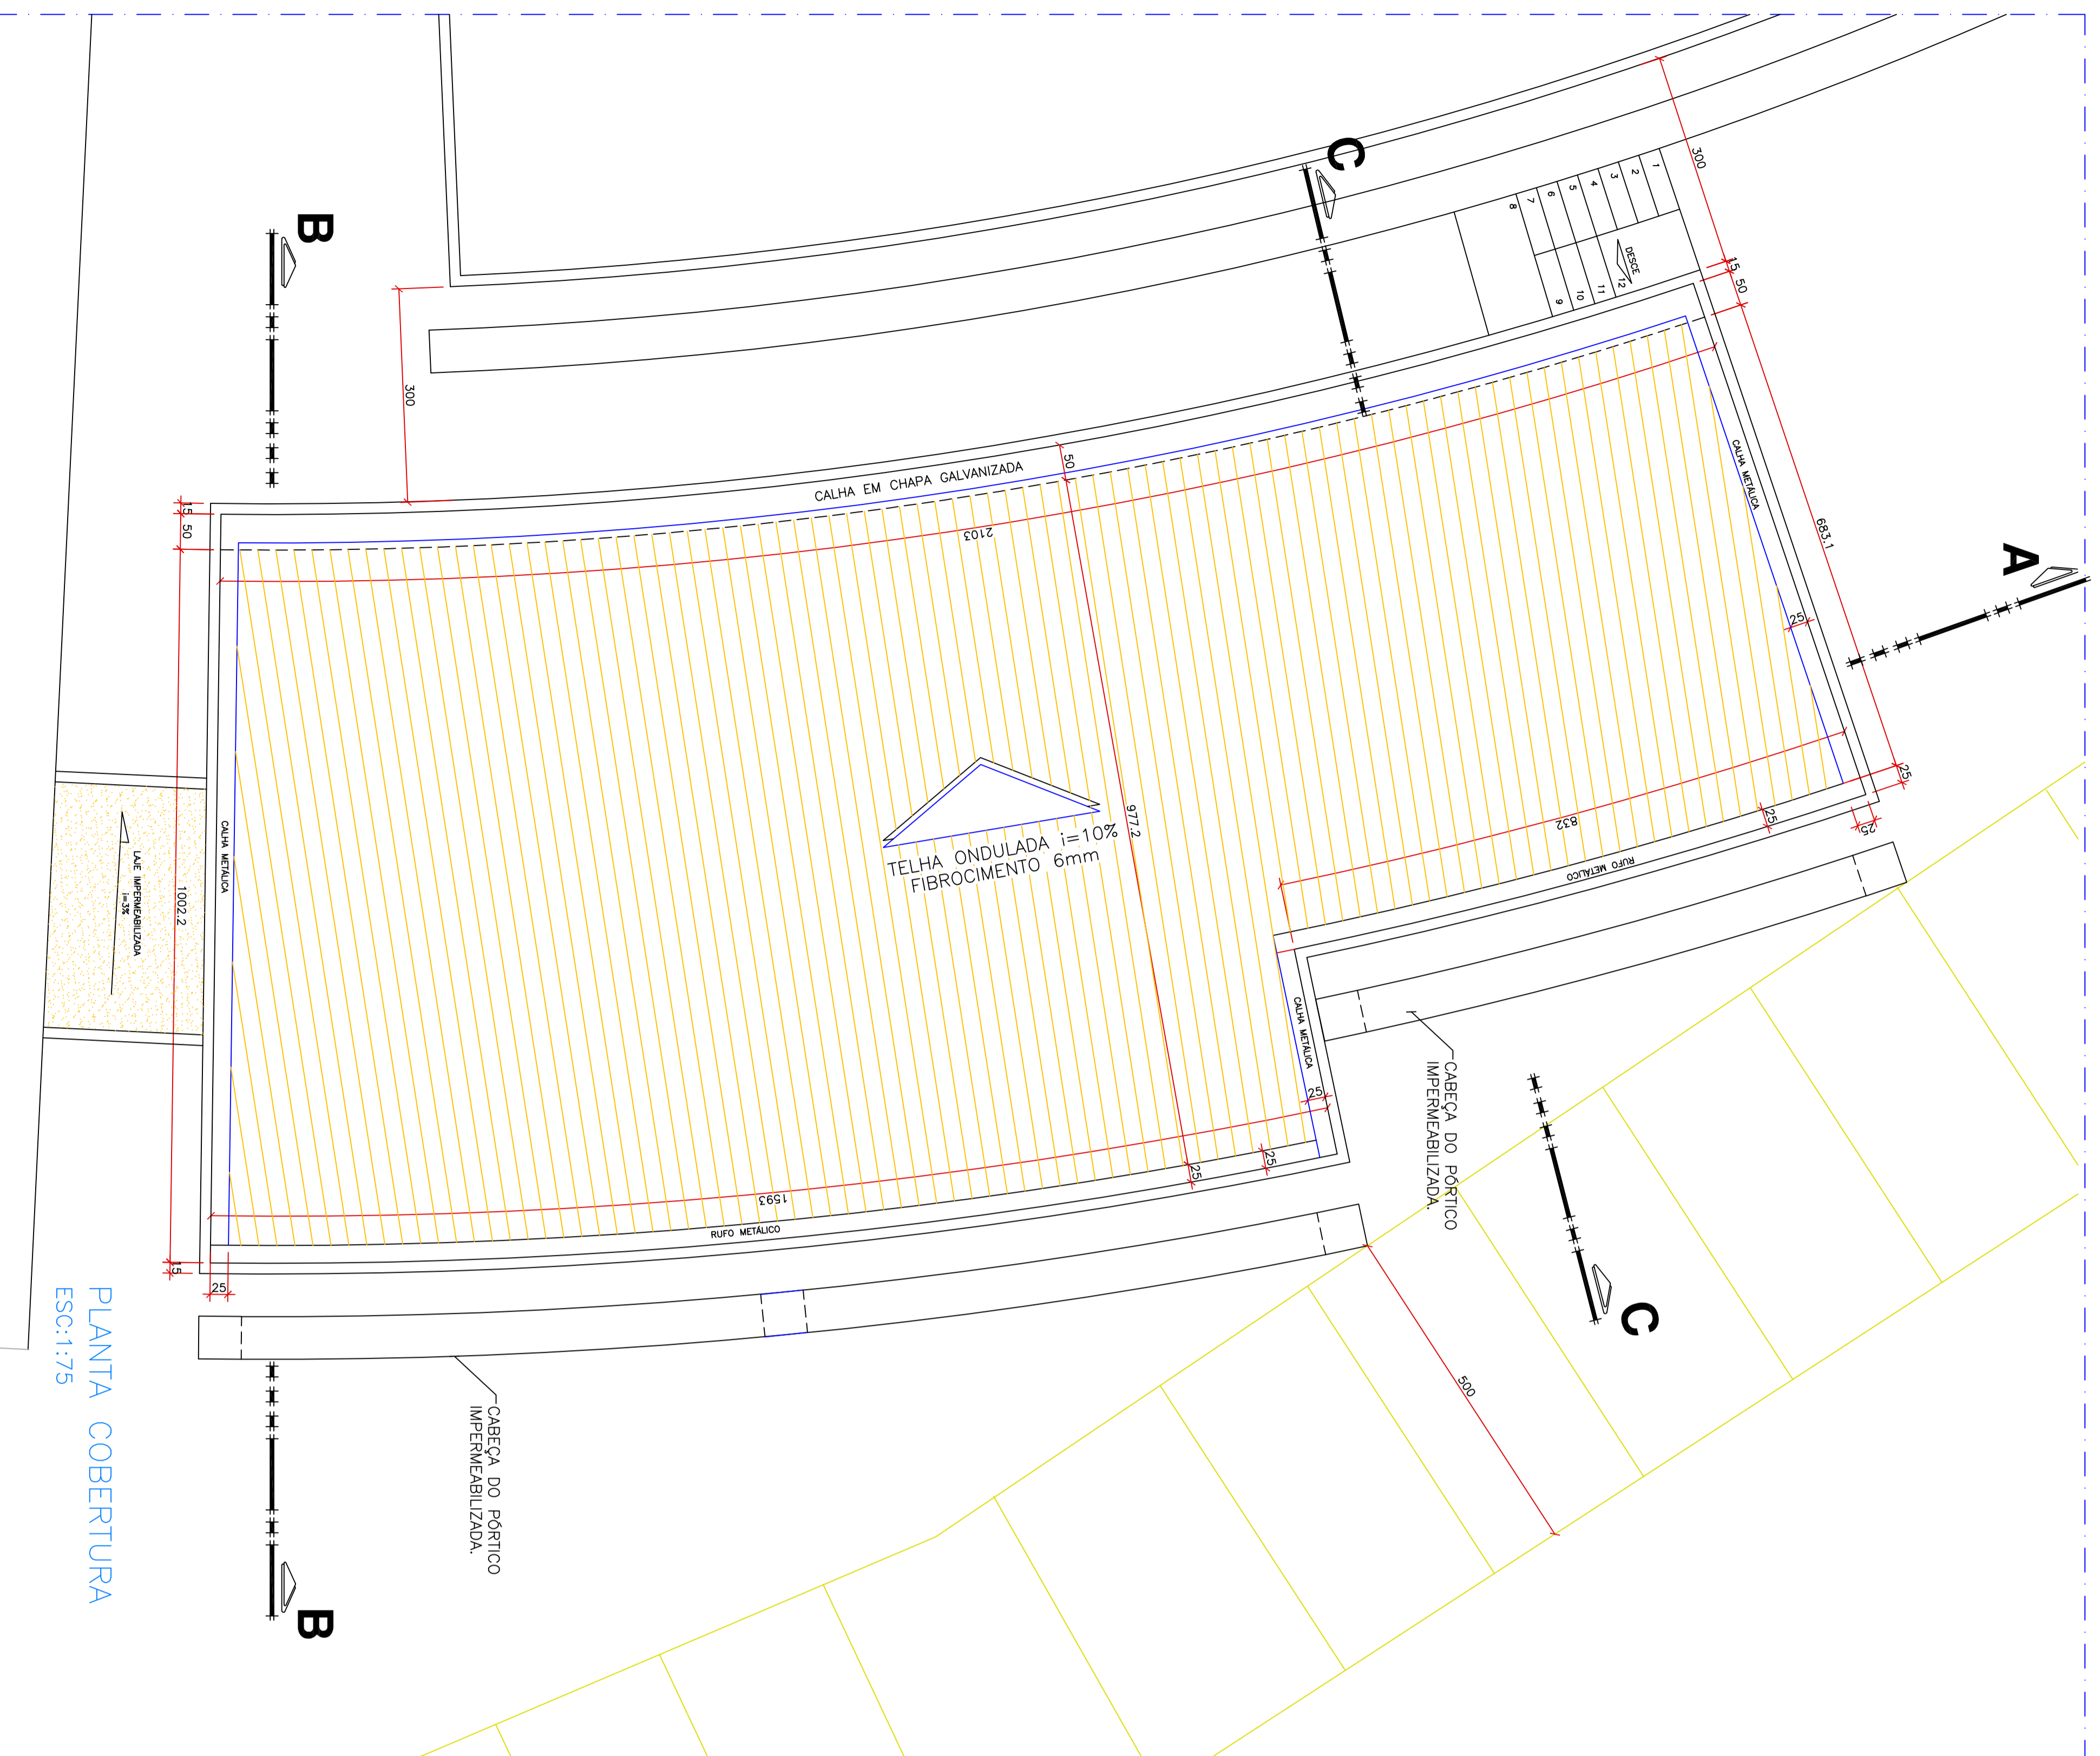 C
B
A
300
1
2
3
4
5
6
7
8
9
10
11
12
DESCE
15
50
300
CALHA EM CHAPA GALVANIZADA
50
2103
CALHA METÁLICA
683.1
25
15
50
977.2
TELHA ONDULADA i=10%
FIBROCIMENTO 6mm
832
25
25
25
RUFO METÁLICO
CALHA METÁLICA
LAJE IMPERMEABILIZADA
i=3%
1002.2
CALHA METÁLICA
25
25
25
1593
RUFO METÁLICO
15
25
CABEÇA DO PÓRTICO
IMPERMEABILIZADA.
C
500
CABEÇA DO PÓRTICO
IMPERMEABILIZADA.
B
PLANTA COBERTURA
ESC:1:75